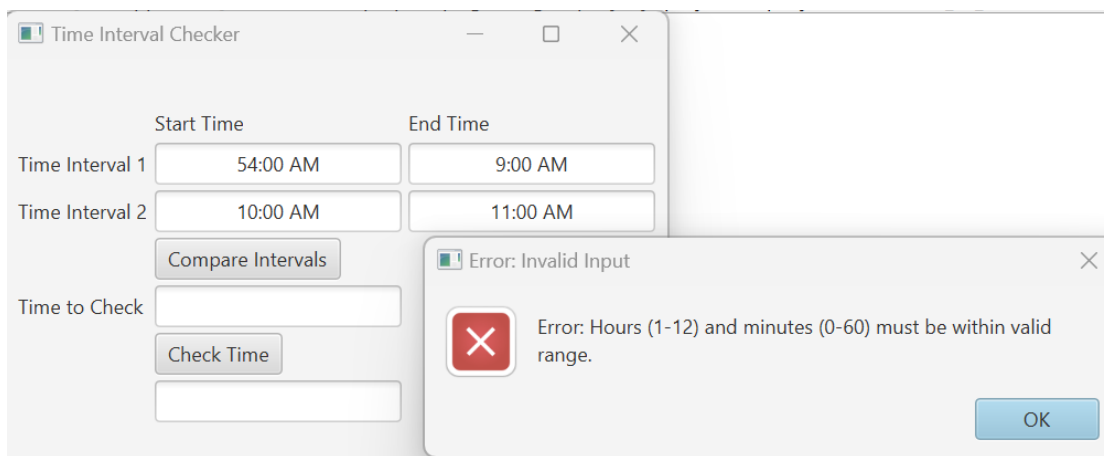 Time Interval Checker
Start Time End Time
Time Interval 1 54:00 AM 9:00 AM
Time Interval 2 10:00 AM 11:00 AM
Compare Intervals
Error: Invalid Input
Time to Check
Error: Hours (1-12) and minutes (0-60) must be within valid
range.
Check Time
OK